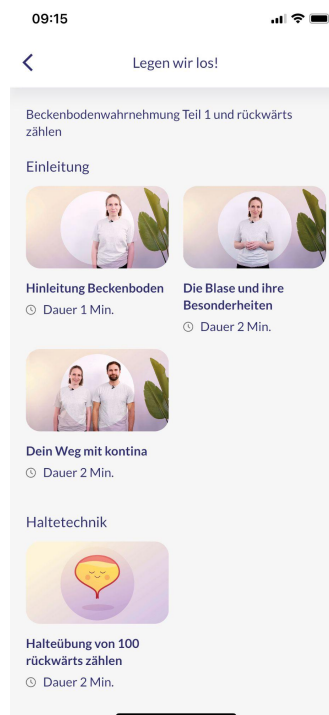 09:15
Legen wir los!
Beckenbodenwahrnehmung Teil 1 und rückwärts
zählen
Einleitung
Hinleitung Beckenboden
Dauer 1 Min.
Die Blase und ihre
Besonderheiten
Dauer 2 Min.
Dein Weg mit kontina
Dauer 2 Min.
Haltetechnik
Halteübung von 100
rückwärts zählen
Dauer 2 Min.